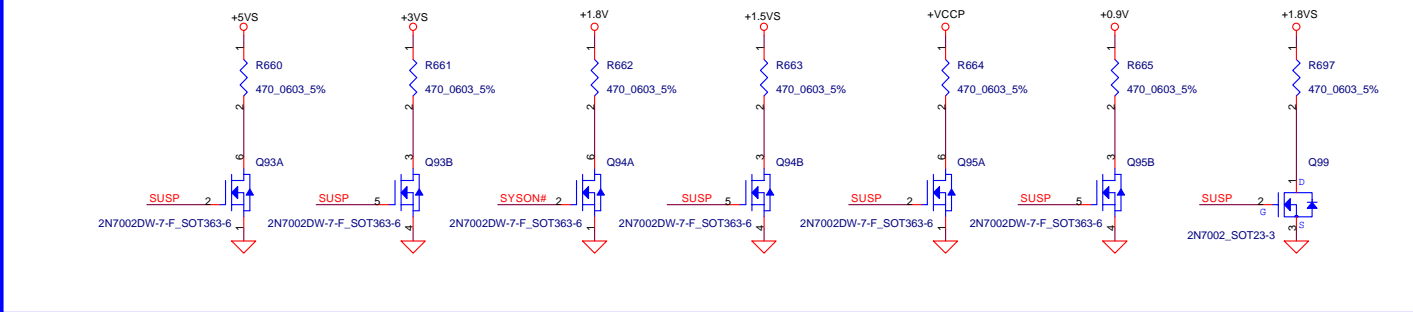 +5VS +3VS +1.8V +1.5VS +VCCP +0.9V +1.8VS
1 1 1 1 1 1 1
R660 R661 R662 R663 R664 R665 R697
470_0603_5% 470_0603_5% 470_0603_5% 470_0603_5% 470_0603_5% 470_0603_5% 470_0603_5%
2 2 2 2 2 2 2
6 Q93A 3 Q93B 6 Q94A 3 Q94B 6 Q95A 3 Q95B Q99
1 D
SUSP 2 SUSP 5 SYSON# 2 SUSP 5 SUSP 2 SUSP 5 SUSP 2
G
2N7002DW-7-F_SOT363-6 2N7002DW-7-F_SOT363-6 2N7002DW-7-F_SOT363-6 2N7002DW-7-F_SOT363-6 2N7002DW-7-F_SOT363-6 2N7002DW-7-F_SOT363-6
1 4 1 4 1 4 3 S
2N7002_SOT23-3